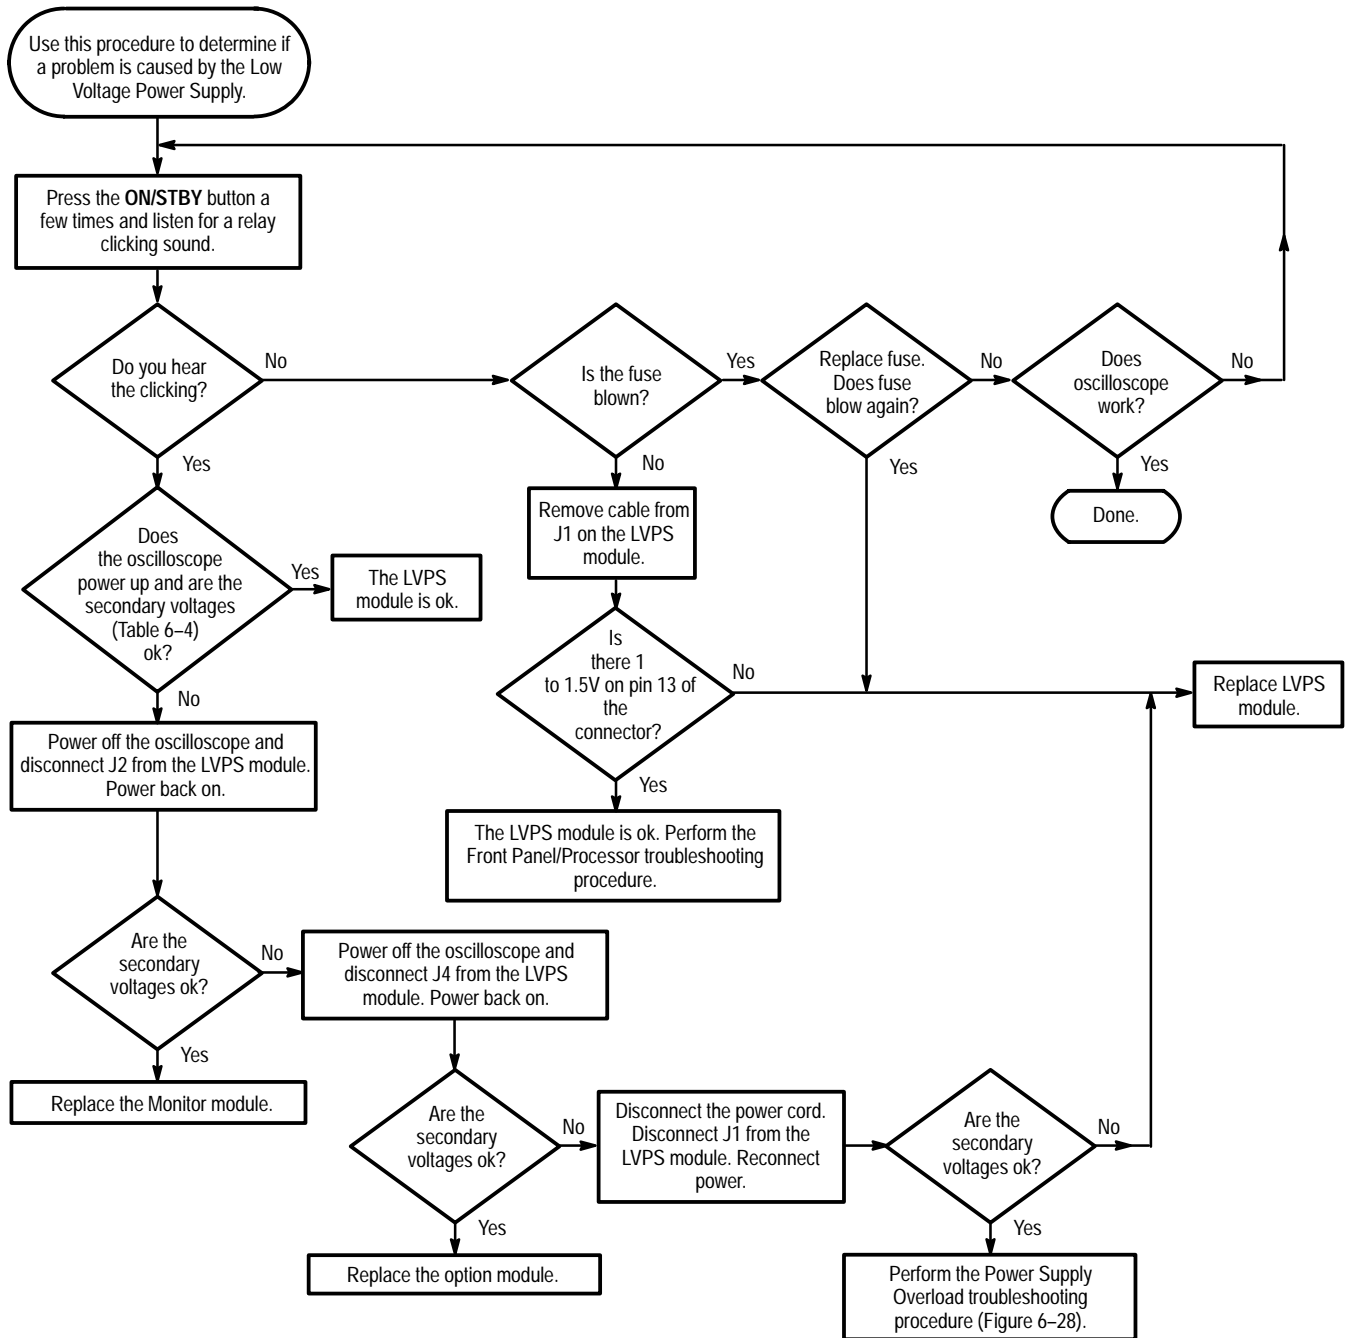 Use this procedure to determine if
a problem is caused by the Low
Voltage Power Supply.
Press the ON/STBY button a
few times and listen for a relay
clicking sound.
Do you hear
the clicking?
No
Yes
Is the fuse
blown?
Yes
No
Replace fuse.
Does fuse
blow again?
No
Yes
Does
oscilloscope
work?
No
Yes
Done.
Does
the oscilloscope
power up and are the
secondary voltages
(Table 6–4)
ok?
Yes
No
The LVPS
module is ok.
Remove cable from
J1 on the LVPS
module.
Is
there 1
to 1.5V on pin 13 of
the
connector?
No
Yes
Replace LVPS
module.
Power off the oscilloscope and
disconnect J2 from the LVPS module.
Power back on.
The LVPS module is ok. Perform the
Front Panel/Processor troubleshooting
procedure.
Are the
secondary
voltages ok?
No
Yes
Power off the oscilloscope and
disconnect J4 from the LVPS
module. Power back on.
Replace the Monitor module.
Are the
secondary
voltages ok?
No
Yes
Disconnect the power cord.
Disconnect J1 from the
LVPS module. Reconnect
power.
Are the
secondary
voltages ok?
No
Yes
Replace the option module.
Perform the Power Supply
Overload troubleshooting
procedure (Figure 6–28).